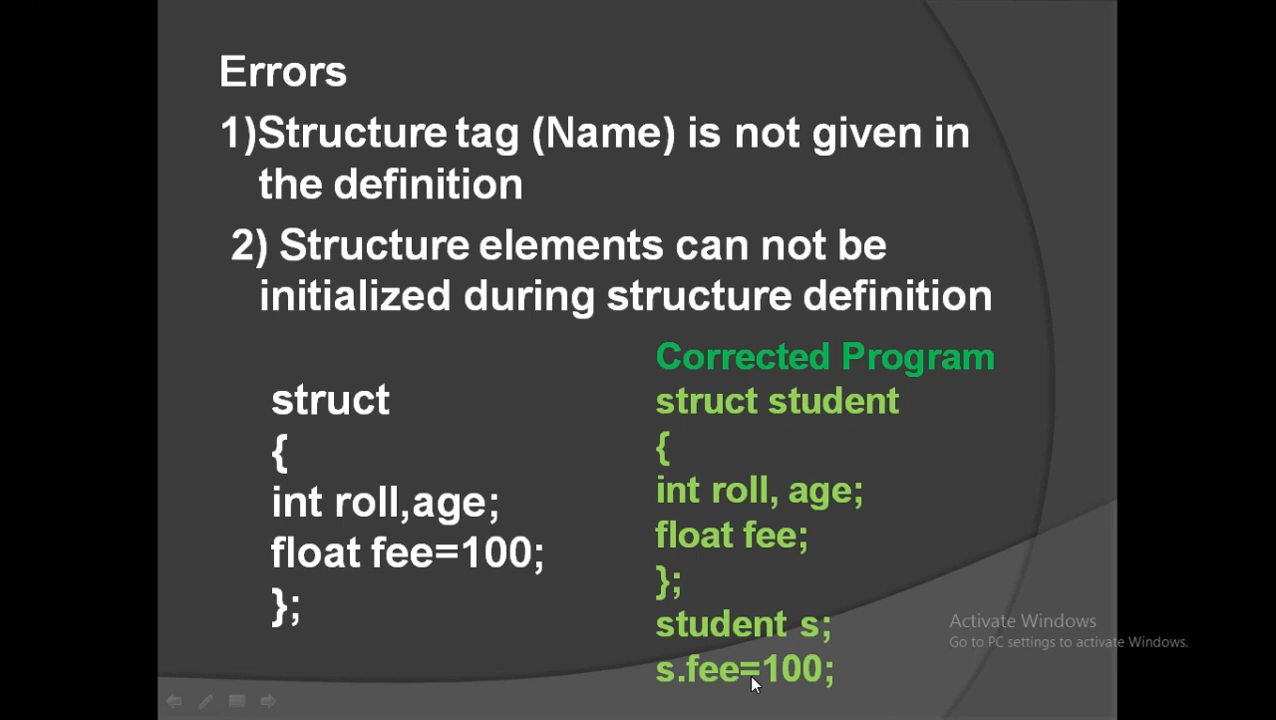 Errors
1)Structure tag (Name) is not given in
the definition
2) Structure elements can not be
initialized during structure definition
struct
{
int roll,age;
float fee=100;
};
Corrected Program
struct student
{
int roll, age;
float fee;
};
student s;
s.fee=100;
Activate Windows
Go to PC settings to activate Windows.